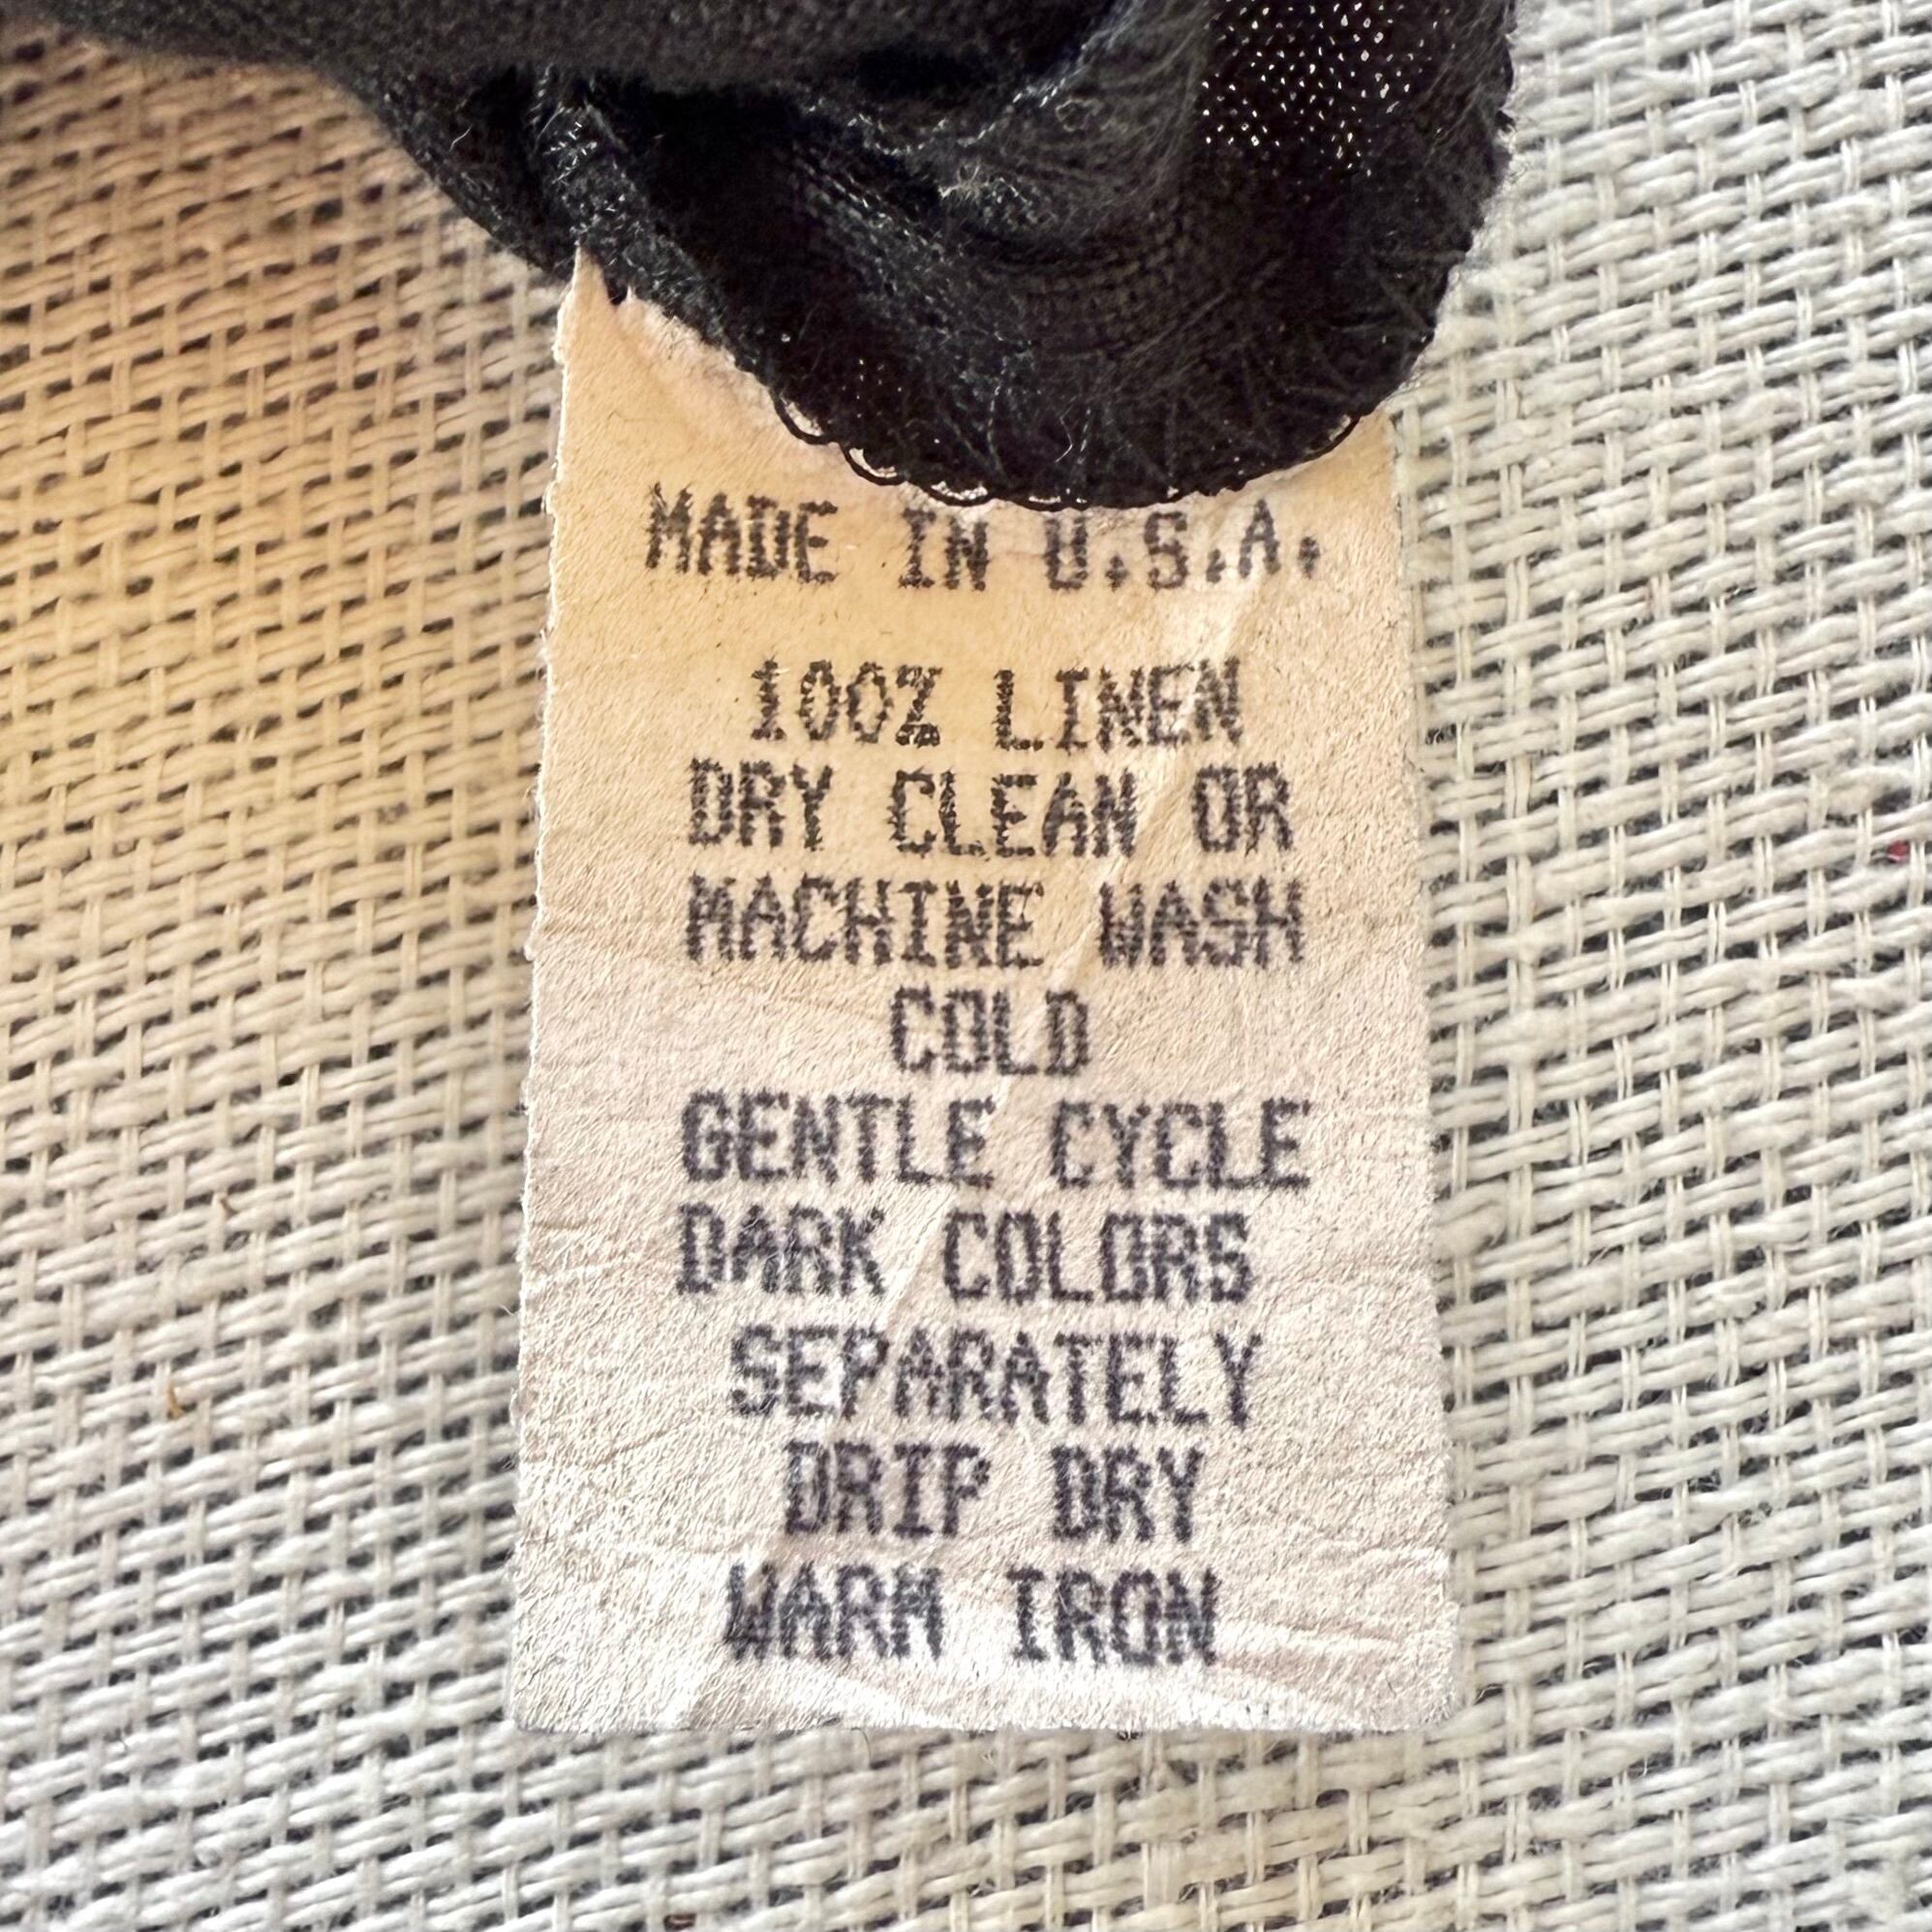 MADE IN U.S.A.
100% LINEN
DRY CLEAN OR
MACHINE WASH
COLD
GENTLE CYCLE
DARK COLORS
SEPARATELY
DRIP DRY
WARM IRON